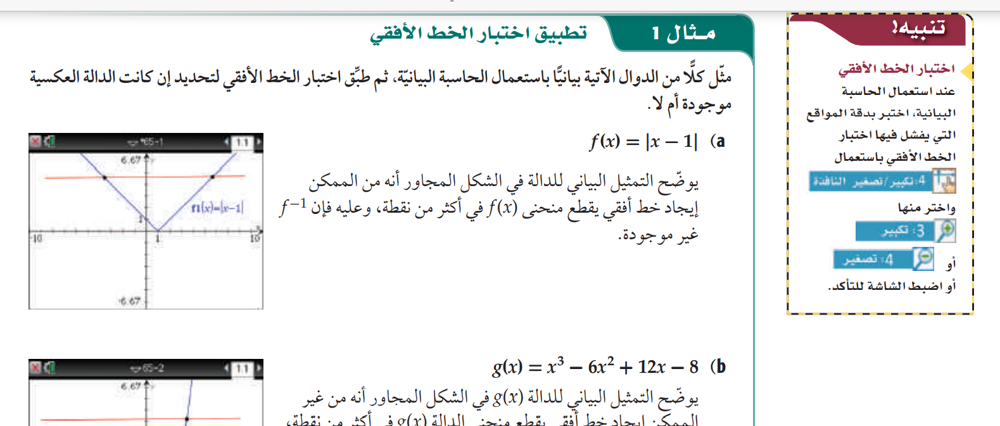 مثال 1
تطبيق اختبار الخط الأفقي
مثّل كلًّا من الدوال الآتية بيانيًّا باستعمال الحاسبة البيانيّة، ثم طبِّق اختبار الخط الأفقي لتحديد إن كانت الدالة العكسية
موجودة أم لا.
f(x) = |x − 1| (a
يوضّح التمثيل البياني للدالة في الشكل المجاور أنه من الممكن
إيجاد خط أفقي يقطع منحنى f(x) في أكثر من نقطة، وعليه فإن f⁻¹
غير موجودة.
*65-1
1.1
6.67 y
f1(x)=|x-1|
1
x
-10
1
10
-6.67
g(x) = x³ − 6x² + 12x − 8 (b
يوضّح التمثيل البياني للدالة g(x) في الشكل المجاور أنه من غير
الممكن إيجاد خط أفقي يقطع منحنى الدالة g(x) في أكثر من نقطة،
65-2
1.1
6.67 y
تنبيه!
اختبار الخط الأفقي
عند استعمال الحاسبة
البيانية، اختبر بدقة المواقع
التي يفشل فيها اختبار
الخط الأفقي باستعمال
4: تكبير/تصغير النافذة
واختر منها
3: تكبير
أو
4: تصغير
أو اضبط الشاشة للتأكد.